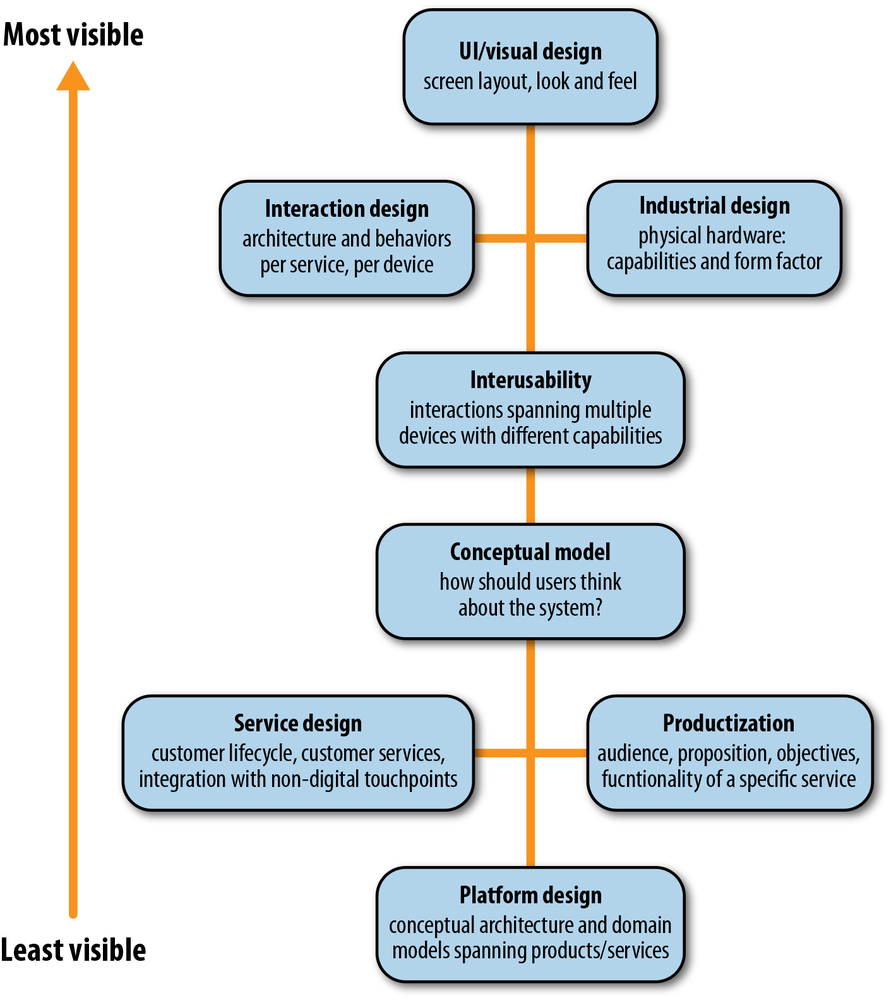 Most visible
UI/visual design
screen layout, look and feel
Interaction design
architecture and behaviors
per service, per device
Industrial design
physical hardware:
capabilities and form factor
Interusability
interactions spanning multiple
devices with different capabilities
Conceptual model
how should users think
about the system?
Service design
customer lifecycle, customer services,
integration with non-digital touchpoints
Productization
audience, proposition, objectives,
fucntionality of a specific service
Platform design
conceptual architecture and domain
models spanning products/services
Least visible